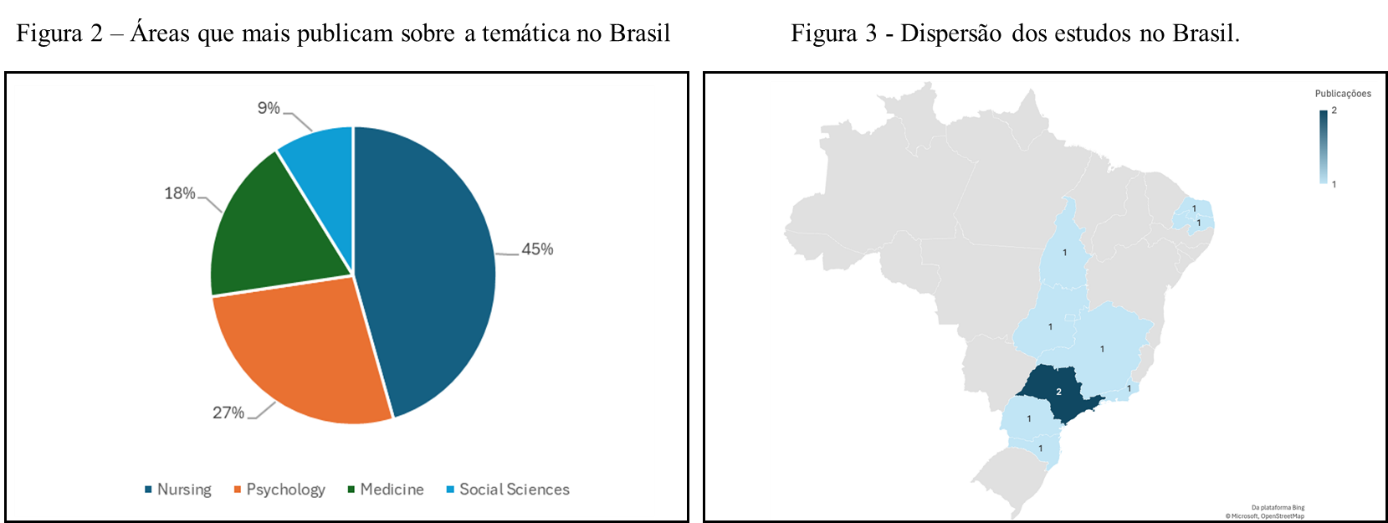 Figura 2 – Áreas que mais publicam sobre a temática no Brasil
9%
18%
45%
27%
Nursing Psychology Medicine Social Sciences
Figura 3 - Dispersão dos estudos no Brasil.
Publicaçãoes
2
1
1
1
1
1
1
1
2
1
1
Da plataforma Bing
© Microsoft, OpenStreetMap